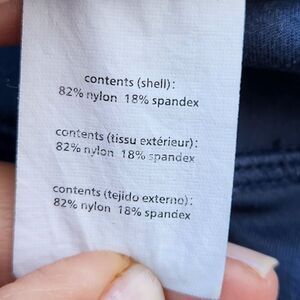 contents (shell):
82% nylon 18% spandex
contents (tissu extérieur):
82% nylon 18% spandex
contents (tejido externo):
82% nylon 18% spandex